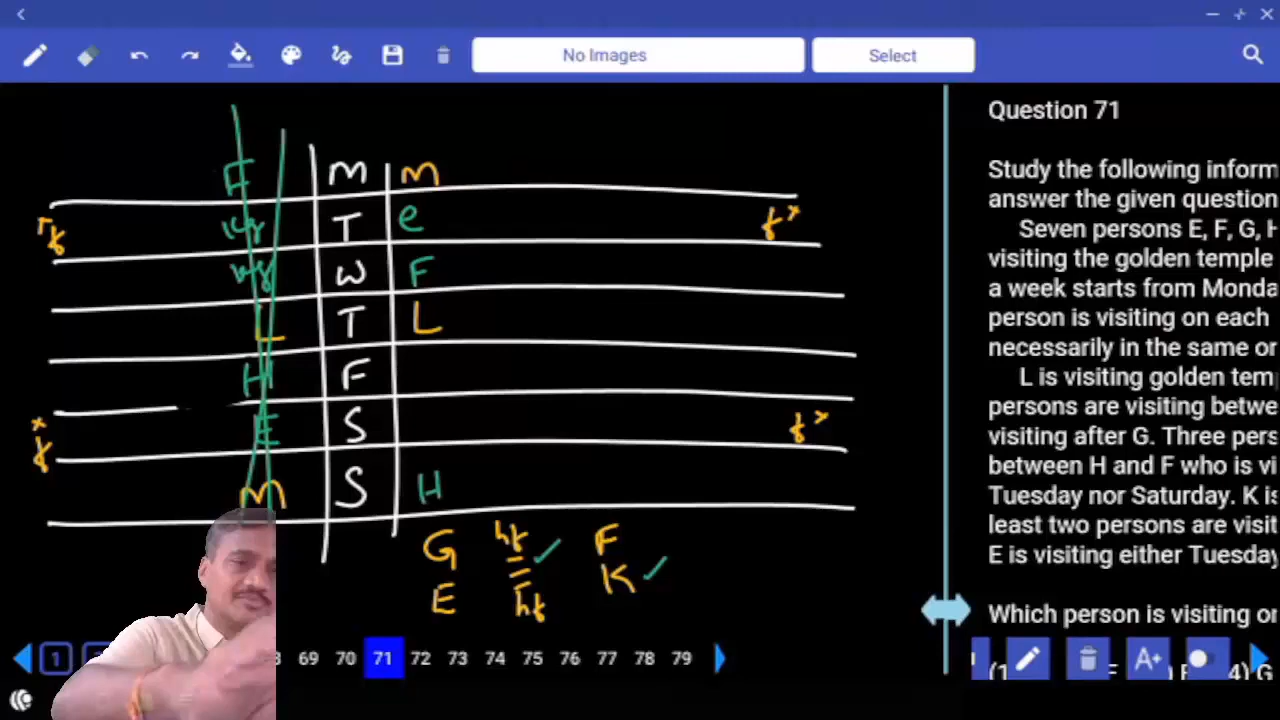 No Images
Select
Question 71
Study the following inform
answer the given question
Seven persons E, F, G, H
visiting the golden temple
a week starts from Monda
person is visiting on each
necessarily in the same or
L is visiting golden tem
persons are visiting betwe
visiting after G. Three pers
between H and F who is vi
Tuesday nor Saturday. K is
least two persons are visit
E is visiting either Tuesday
Which person is visiting or
F M M
T e
W F
L T L
H F
E S
M S H
G F
E K
1
69 70 71 72 73 74 75 76 77 78 79
A+
(1
4) G